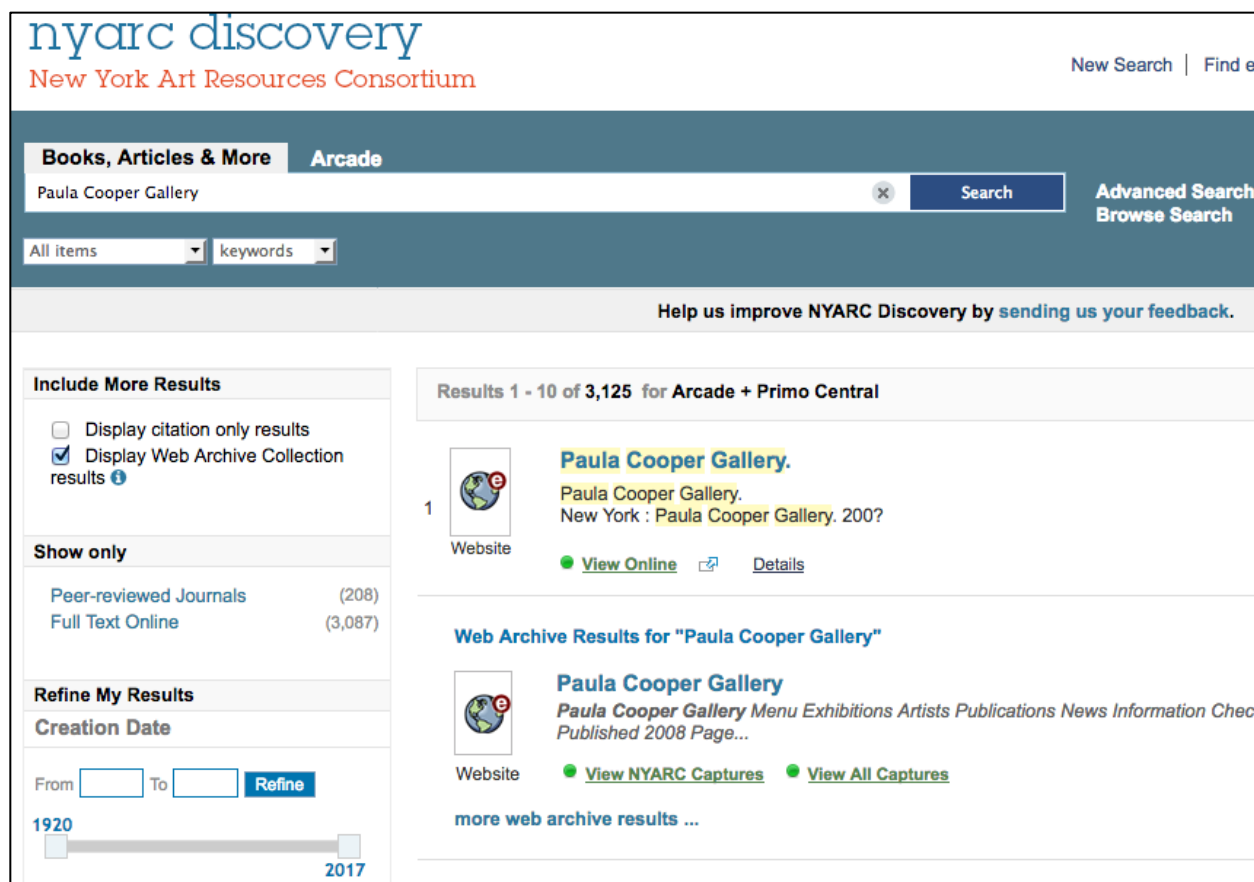 nyarc discovery
New York Art Resources Consortium
New Search | Find e
Books, Articles & More Arcade
Paula Cooper Gallery
Search
Advanced Search
Browse Search
All items keywords
Help us improve NYARC Discovery by sending us your feedback.
Include More Results
Display citation only results
Display Web Archive Collection
results
Show only
Peer-reviewed Journals (208)
Full Text Online (3,087)
Refine My Results
Creation Date
From To Refine
1920
2017
Results 1 - 10 of 3,125 for Arcade + Primo Central
1
Website
Paula Cooper Gallery.
Paula Cooper Gallery.
New York : Paula Cooper Gallery. 200?
View Online Details
Web Archive Results for "Paula Cooper Gallery"
Website
Paula Cooper Gallery
Paula Cooper Gallery Menu Exhibitions Artists Publications News Information Chec
Published 2008 Page...
View NYARC Captures View All Captures
more web archive results ...